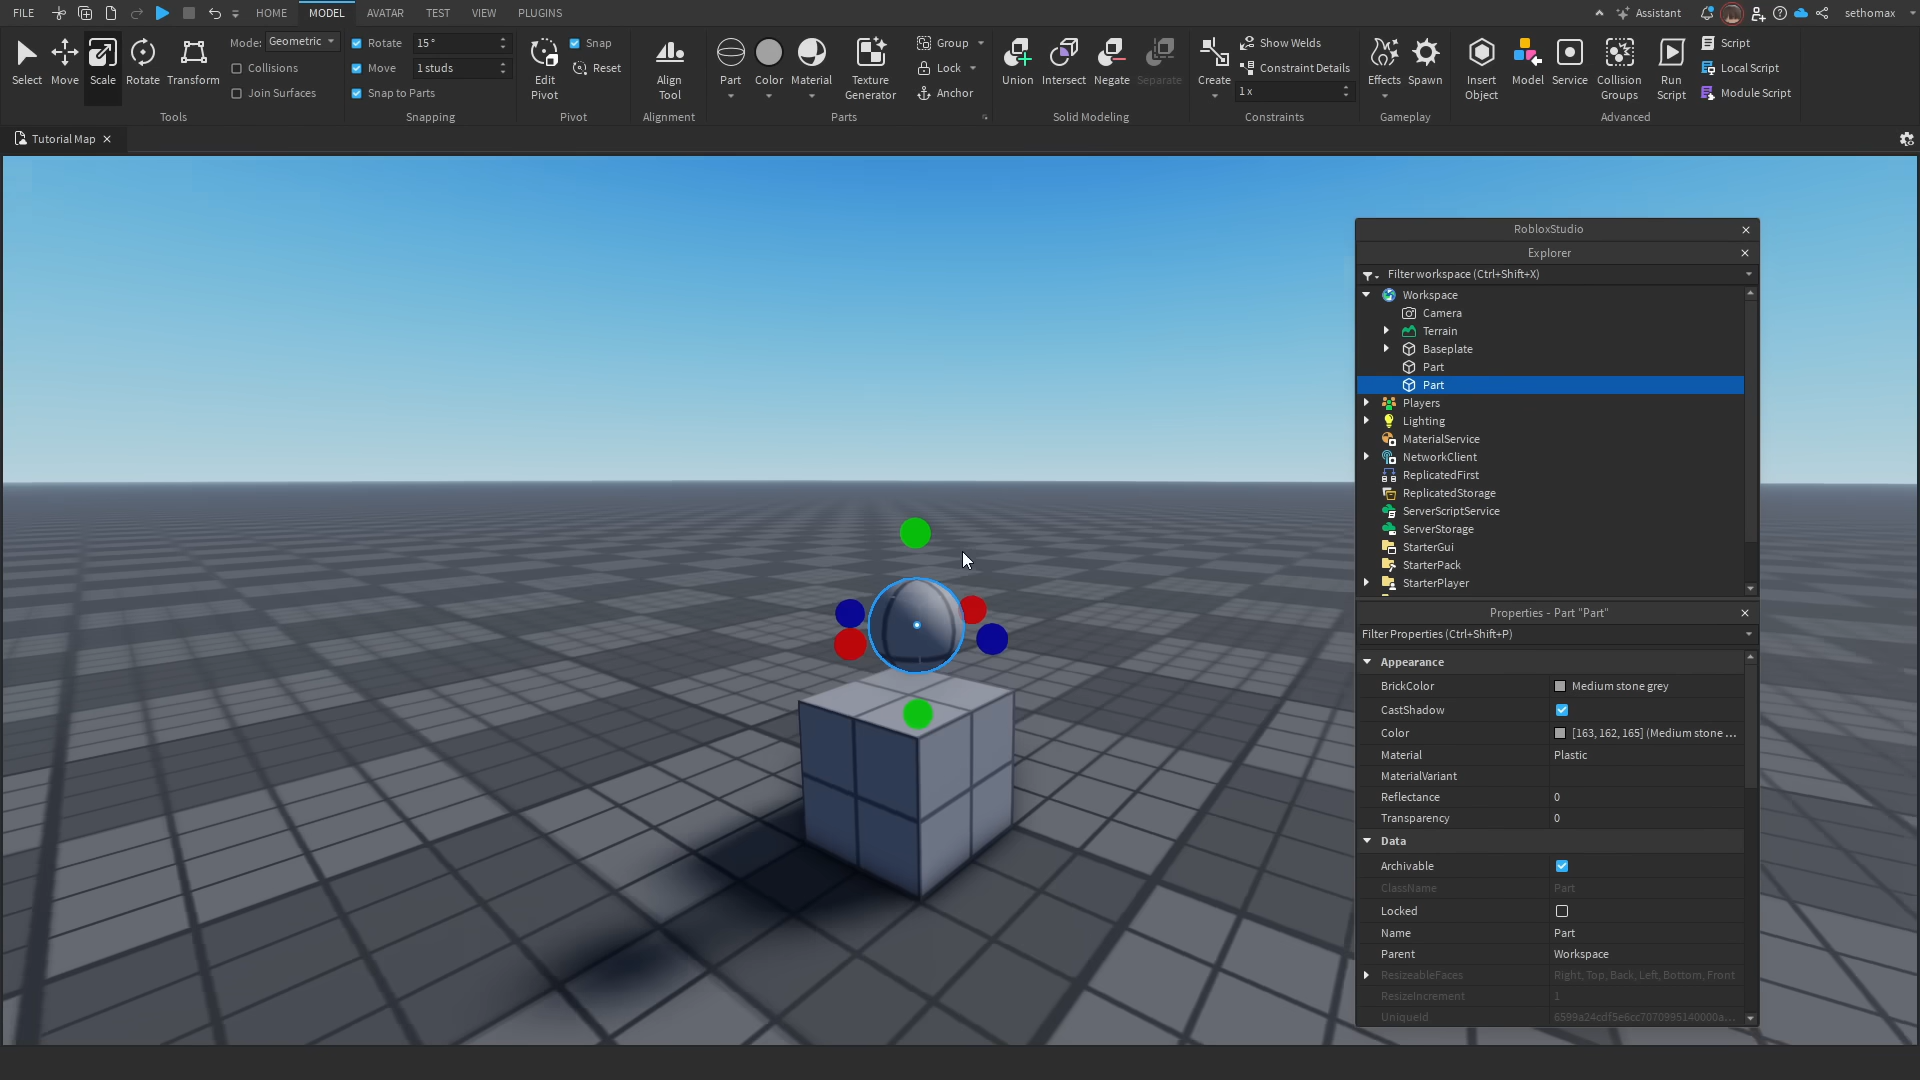 FILE HOME MODEL AVATAR TEST VIEW PLUGINS Assistant sethomax
Select Move Scale Rotate Transform
Mode: Geometric
Collisions
Join Surfaces
Tools
Rotate 15°
Move 1 studs
Snap to Parts
Snapping
Edit Pivot
Snap
Reset
Pivot
Align Tool
Alignment
Part Color Material Texture Generator
Group
Lock
Anchor
Parts
Union Intersect Negate Separate
Solid Modeling
Create
Show Welds
Constraint Details
1 x
Constraints
Effects Spawn
Gameplay
Insert Object Model Service Collision Groups Run Script
Script
Local Script
Module Script
Advanced
Tutorial Map
RobloxStudio
Explorer
Filter workspace (Ctrl+Shift+X)
Workspace
Camera
Terrain
Baseplate
Part
Part
Players
Lighting
MaterialService
NetworkClient
ReplicatedFirst
ReplicatedStorage
ServerScriptService
ServerStorage
StarterGui
StarterPack
StarterPlayer
Properties - Part "Part"
Filter Properties (Ctrl+Shift+P)
Appearance
BrickColor Medium stone grey
CastShadow
Color [163, 162, 165] (Medium stone ...
Material Plastic
MaterialVariant
Reflectance 0
Transparency 0
Data
Archivable
ClassName Part
Locked
Name Part
Parent Workspace
ResizeableFaces Right, Top, Back, Left, Bottom, Front
ResizeIncrement 1
UniqueId